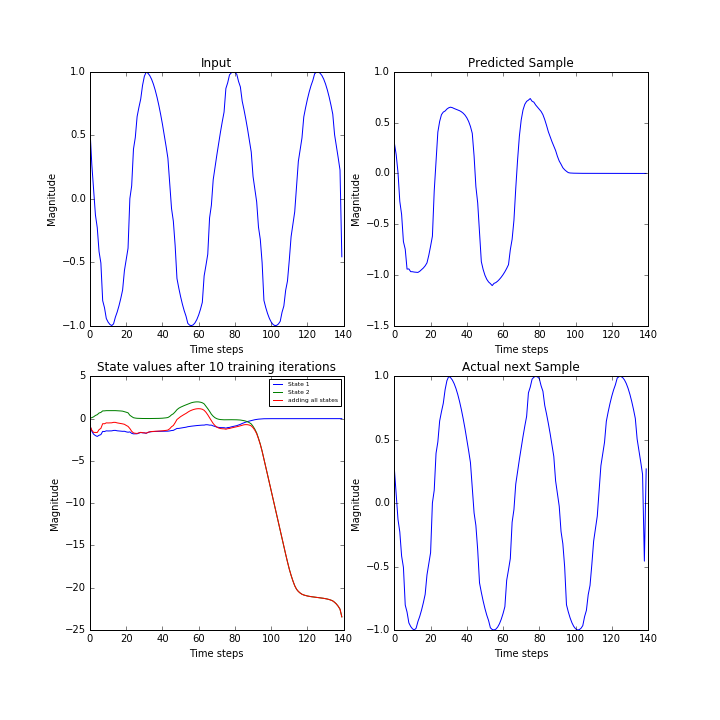 Input
Magnitude
1.0
0.5
0.0
−0.5
−1.0
0 20 40 60 80 100 120 140
Time steps
Predicted Sample
Magnitude
1.0
0.5
0.0
−0.5
−1.0
−1.5
0 20 40 60 80 100 120 140
Time steps
State values after 10 training iterations
Magnitude
5
0
−5
−10
−15
−20
−25
0 20 40 60 80 100 120 140
Time steps
State 1
State 2
adding all states
Actual next Sample
Magnitude
1.0
0.5
0.0
−0.5
−1.0
0 20 40 60 80 100 120 140
Time steps